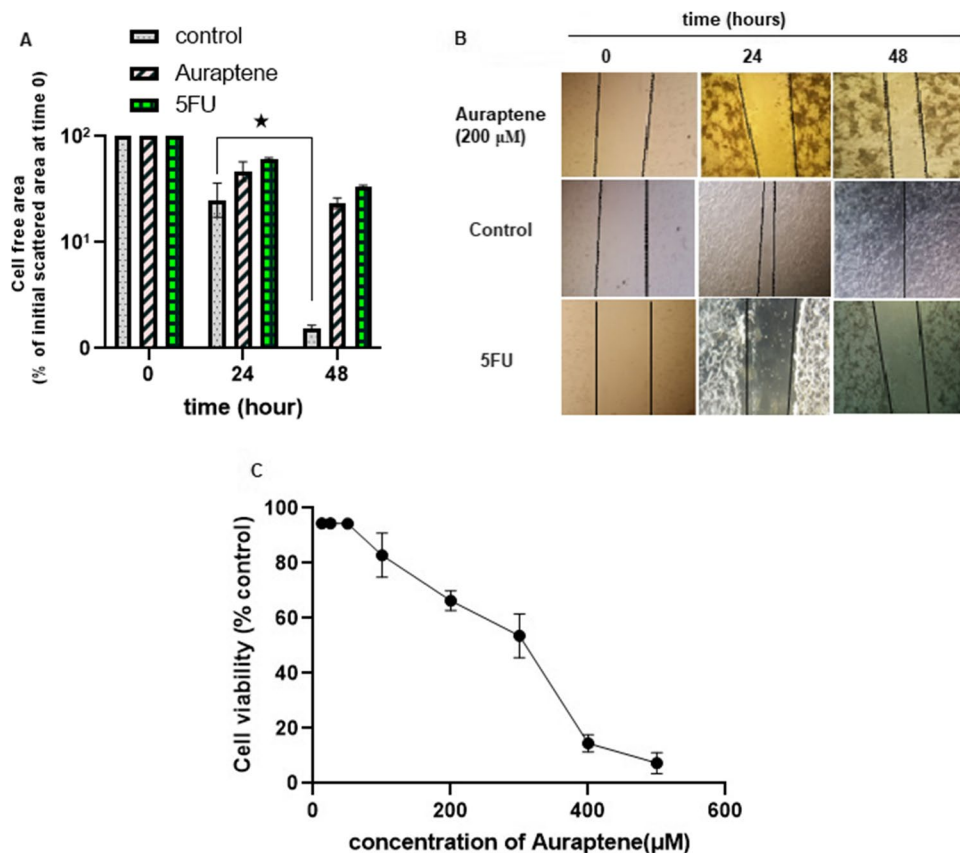 A
control
Auraptene
5FU
★
10²
10¹
0
Cell free area
(% of initial scattered area at time 0)
0 24 48
time (hour)
B
time (hours)
0 24 48
Auraptene
(200 µM)
Control
5FU
C
100
80
60
40
20
0
Cell viability (% control)
0 200 400 600
concentration of Auraptene(µM)